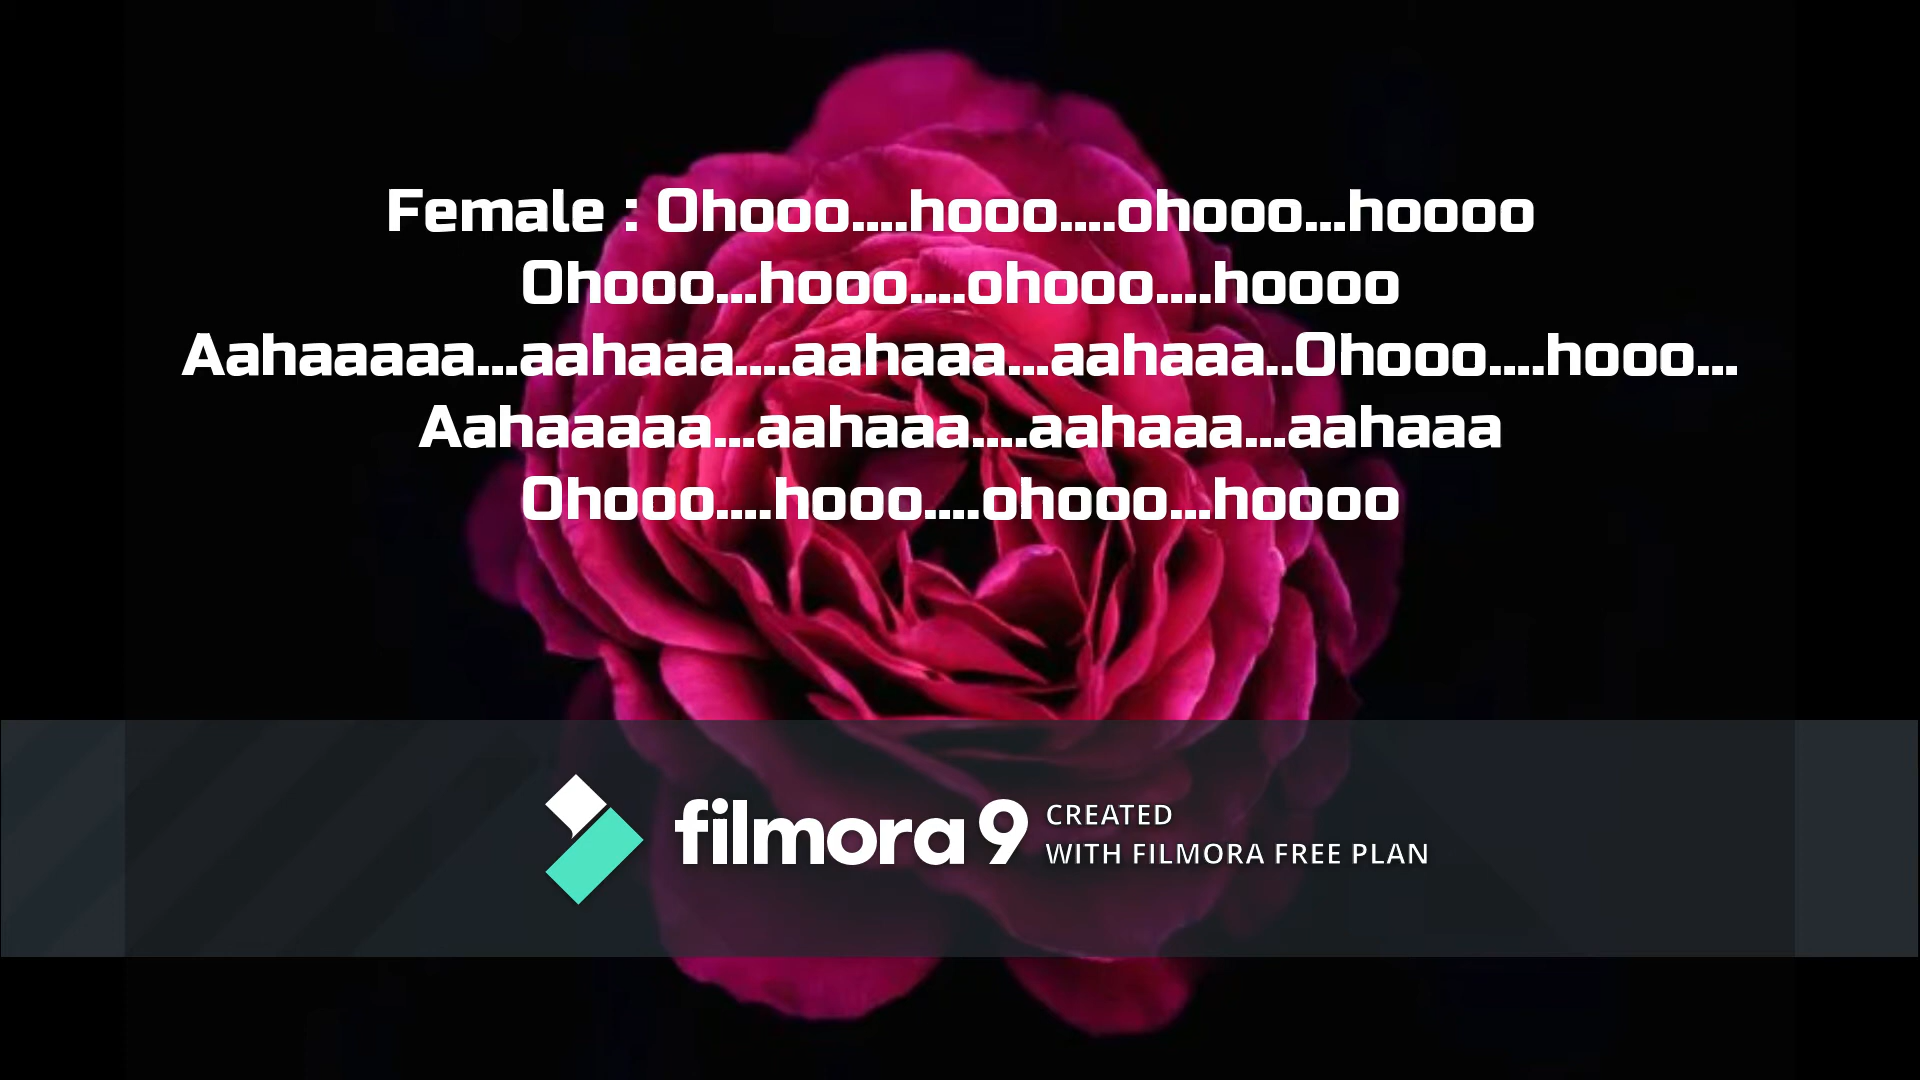 Female : Ohooo....hooo....ohooo...hoooo
Ohooo...hooo....ohooo....hoooo
Aahaaaaa...aahaaa....aahaaa...aahaaa..Ohooo....hooo...
Aahaaaaa...aahaaa....aahaaa...aahaaa
Ohooo....hooo....ohooo...hoooo
filmora 9 CREATED
WITH FILMORA FREE PLAN